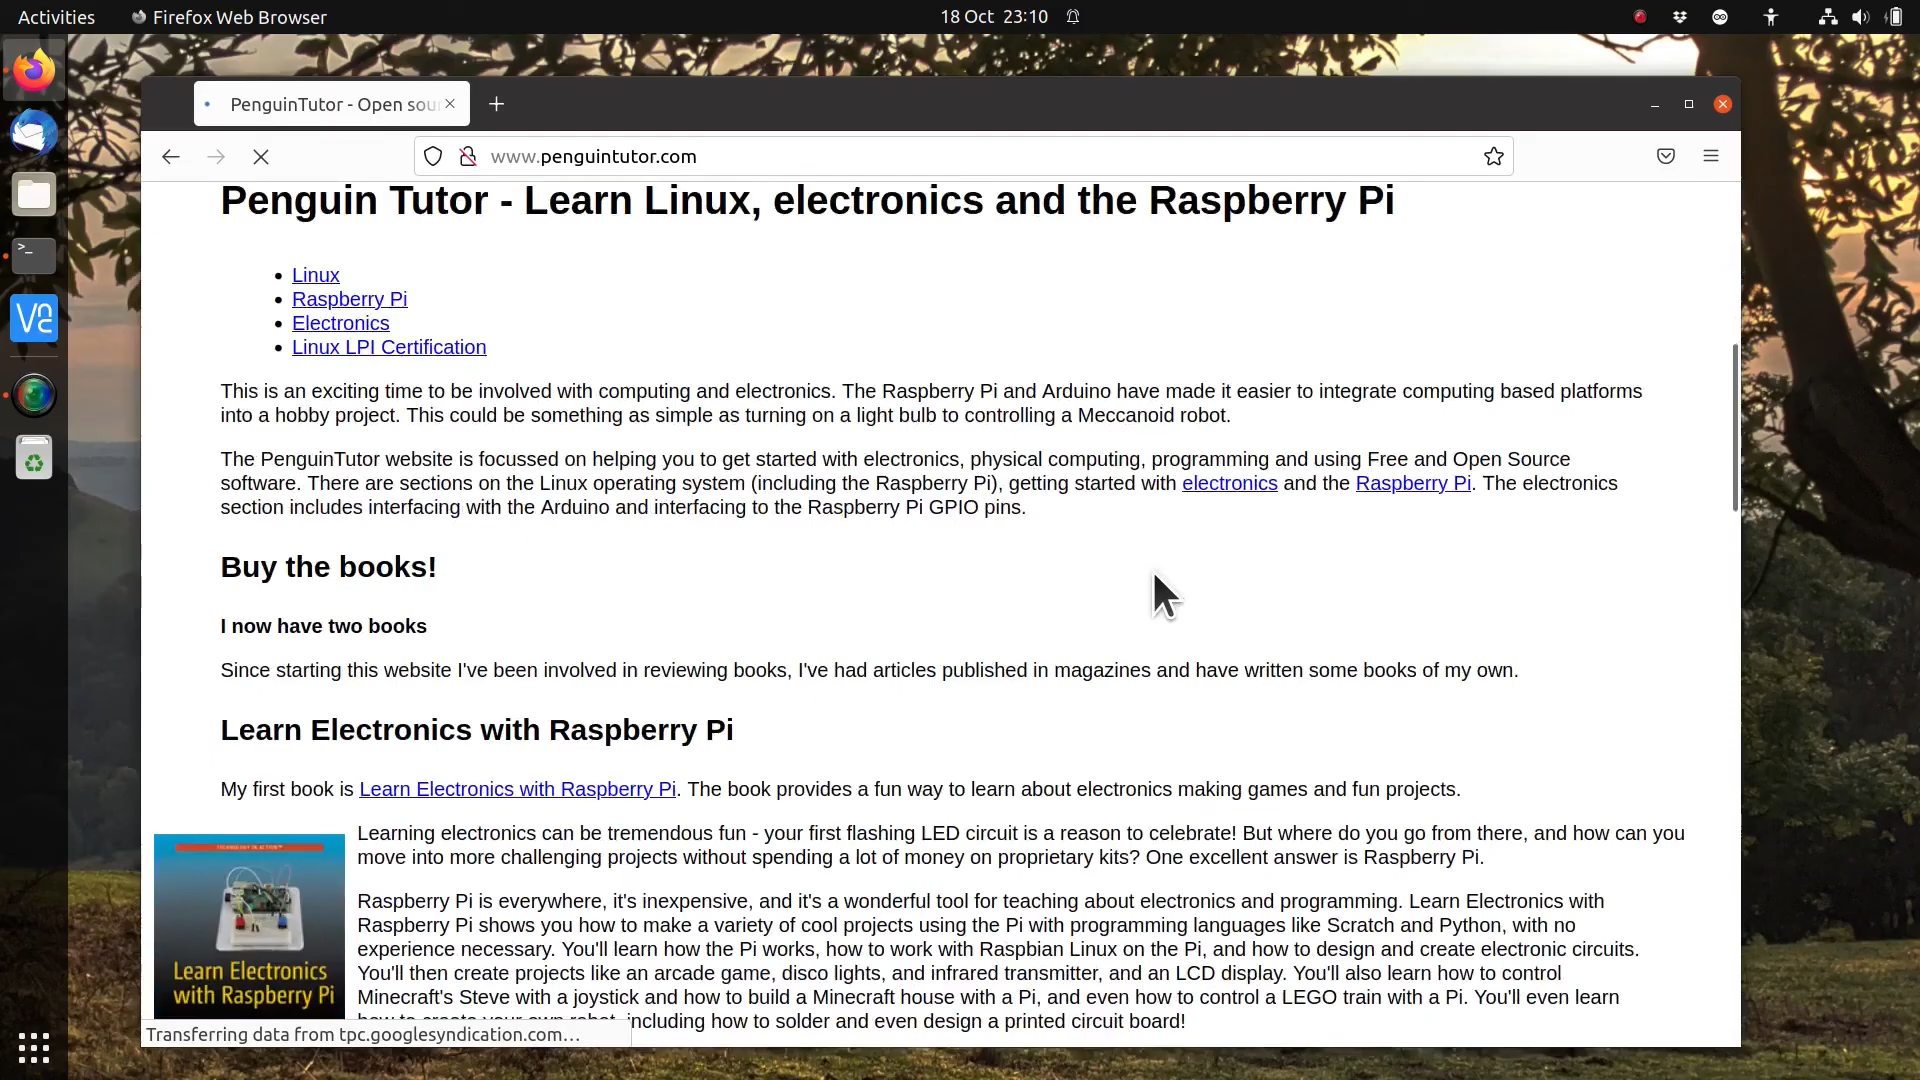 Activities
Firefox Web Browser
18 Oct 23:10
PenguinTutor - Open sou
www.penguintutor.com
Penguin Tutor - Learn Linux, electronics and the Raspberry Pi
Linux
Raspberry Pi
Electronics
Linux LPI Certification
This is an exciting time to be involved with computing and electronics. The Raspberry Pi and Arduino have made it easier to integrate computing based platforms
into a hobby project. This could be something as simple as turning on a light bulb to controlling a Meccanoid robot.
The PenguinTutor website is focussed on helping you to get started with electronics, physical computing, programming and using Free and Open Source
software. There are sections on the Linux operating system (including the Raspberry Pi), getting started with electronics and the Raspberry Pi. The electronics
section includes interfacing with the Arduino and interfacing to the Raspberry Pi GPIO pins.
Buy the books!
I now have two books
Since starting this website I've been involved in reviewing books, I've had articles published in magazines and have written some books of my own.
Learn Electronics with Raspberry Pi
My first book is Learn Electronics with Raspberry Pi. The book provides a fun way to learn about electronics making games and fun projects.
TECHNOLOGY IN ACTION™
Learn Electronics
with Raspberry Pi
Learning electronics can be tremendous fun - your first flashing LED circuit is a reason to celebrate! But where do you go from there, and how can you
move into more challenging projects without spending a lot of money on proprietary kits? One excellent answer is Raspberry Pi.
Raspberry Pi is everywhere, it's inexpensive, and it's a wonderful tool for teaching about electronics and programming. Learn Electronics with
Raspberry Pi shows you how to make a variety of cool projects using the Pi with programming languages like Scratch and Python, with no
experience necessary. You'll learn how the Pi works, how to work with Raspbian Linux on the Pi, and how to design and create electronic circuits.
You'll then create projects like an arcade game, disco lights, and infrared transmitter, and an LCD display. You'll also learn how to control
Minecraft's Steve with a joystick and how to build a Minecraft house with a Pi, and even how to control a LEGO train with a Pi. You'll even learn
how to create your own robot, including how to solder and even design a printed circuit board!
Transferring data from tpc.googlesyndication.com…